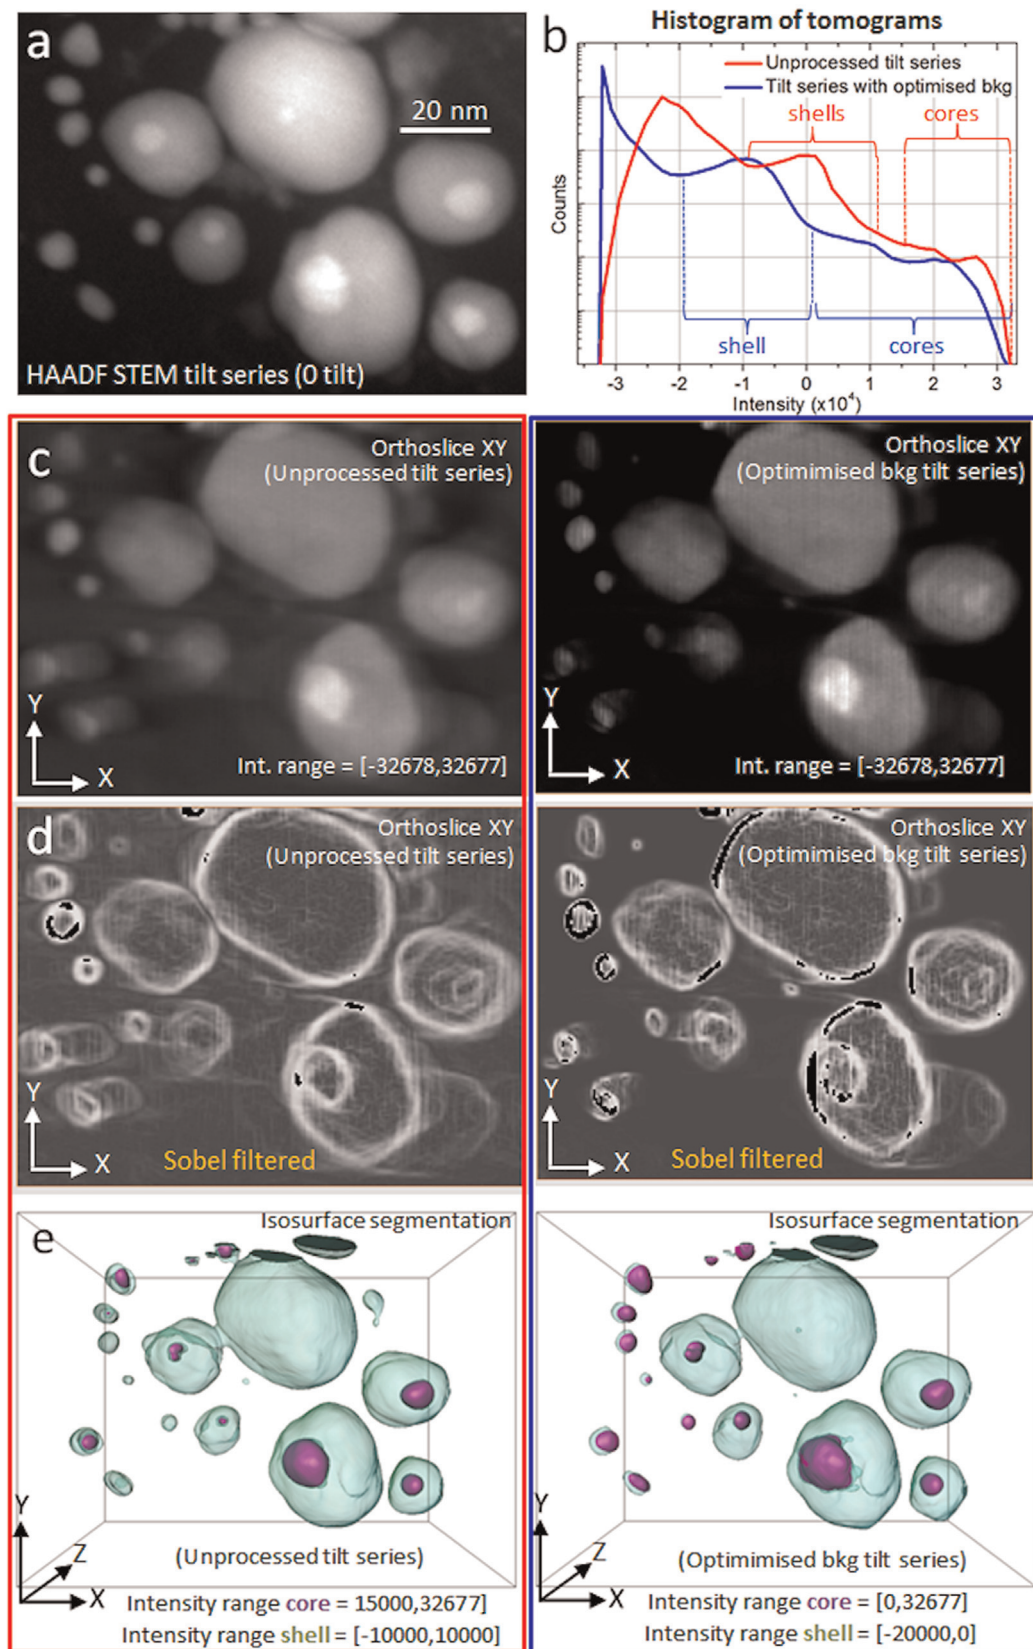 a
20 nm
HAADF STEM tilt series (0 tilt)
b
Histogram of tomograms
Unprocessed tilt series
Tilt series with optimised bkg
shells
cores
shell
cores
Counts
-3 -2 -1 0 1 2 3
Intensity (x10⁴)
c
Orthoslice XY
(Unprocessed tilt series)
Y
X
Int. range = [-32678,32677]
Orthoslice XY
(Optimimised bkg tilt series)
Y
X
Int. range = [-32678,32677]
d
Orthoslice XY
(Unprocessed tilt series)
Y
X
Sobel filtered
Orthoslice XY
(Optimimised bkg tilt series)
Y
X
Sobel filtered
e
Isosurface segmentation
Y
Z
X
(Unprocessed tilt series)
Intensity range core = 15000,32677]
Intensity range shell = [-10000,10000]
Isosurface segmentation
Y
Z
X
(Optimimised bkg tilt series)
Intensity range core = [0,32677]
Intensity range shell = [-20000,0]